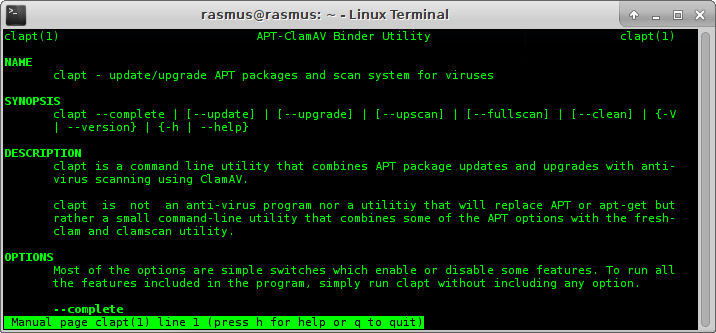 rasmus@rasmus: ~ - Linux Terminal
clapt(1) APT-ClamAV Binder Utility clapt(1)
NAME
clapt - update/upgrade APT packages and scan system for viruses
SYNOPSIS
clapt --complete | [--update] | [--upgrade] | [--upscan] | [--fullscan] | [--clean] | {-V
| --version} | {-h | --help}
DESCRIPTION
clapt is a command line utility that combines APT package updates and upgrades with anti-
virus scanning using ClamAV.
clapt is not an anti-virus program nor a utilitiy that will replace APT or apt-get but
rather a small command-line utility that combines some of the APT options with the fresh-
clam and clamscan utility.
OPTIONS
Most of the options are simple switches which enable or disable some features. To run all
the features included in the program, simply run clapt without including any option.
--complete
Manual page clapt(1) line 1 (press h for help or q to quit)